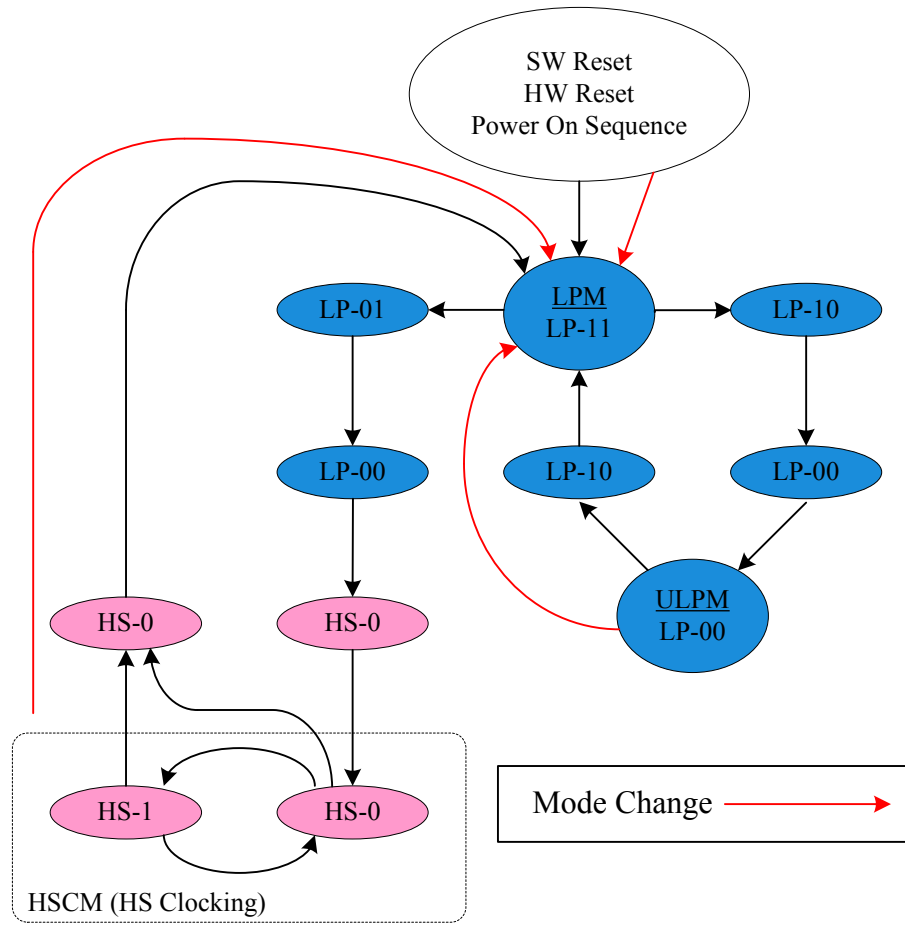 SW Reset
HW Reset
Power On Sequence
LP-01
LPM
LP-11
LP-10
LP-00
LP-10
LP-00
ULPM
LP-00
HS-0
HS-0
HS-1
HS-0
HSCM (HS Clocking)
Mode Change